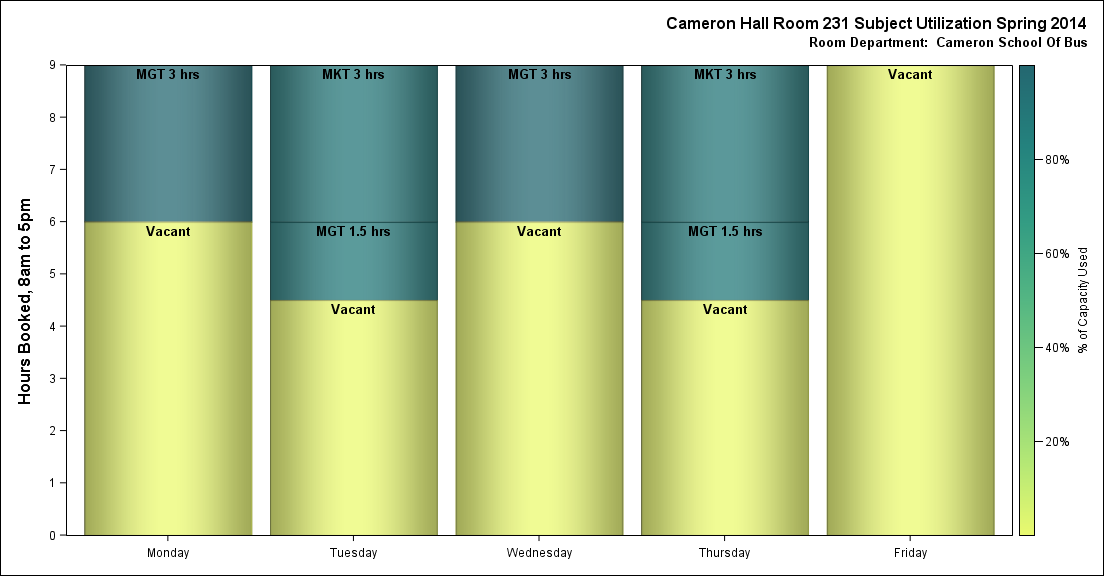 Cameron Hall Room 231 Subject Utilization Spring 2014
Room Department:  Cameron School Of Bus
Hours Booked, 8am to 5pm
9
8
7
6
5
4
3
2
1
0
MGT 3 hrs
Vacant
MKT 3 hrs
MGT 1.5 hrs
Vacant
MGT 3 hrs
Vacant
MKT 3 hrs
MGT 1.5 hrs
Vacant
Vacant
Monday
Tuesday
Wednesday
Thursday
Friday
80%
60%
40%
20%
% of Capacity Used